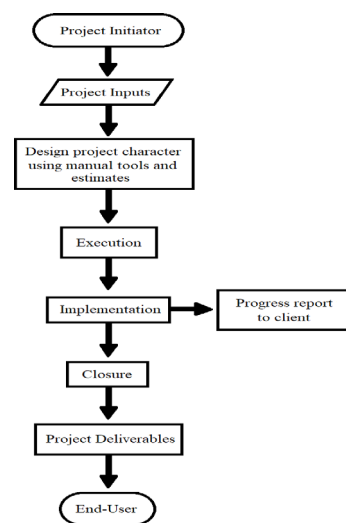 Project Initiator
Project Inputs
Design project character
using manual tools and
estimates
Execution
Implementation
Progress report
to client
Closure
Project Deliverables
End-User